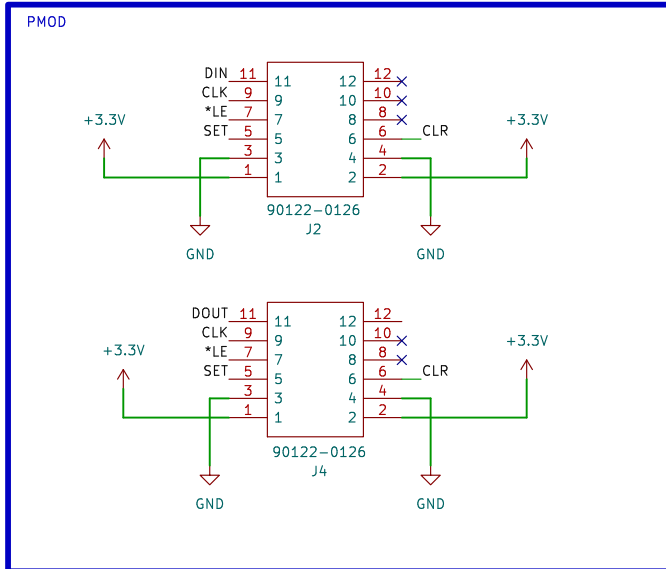 PMOD
DIN 11 11 12 12
CLK 9 9 10 10
*LE 7 7 8 8
SET 5 5 6 6 CLR
3 3 4 4
1 1 2 2
+3.3V +3.3V
90122-0126
J2
GND GND
DOUT 11 11 12 12
CLK 9 9 10 10
*LE 7 7 8 8
SET 5 5 6 6 CLR
3 3 4 4
1 1 2 2
+3.3V +3.3V
90122-0126
J4
GND GND